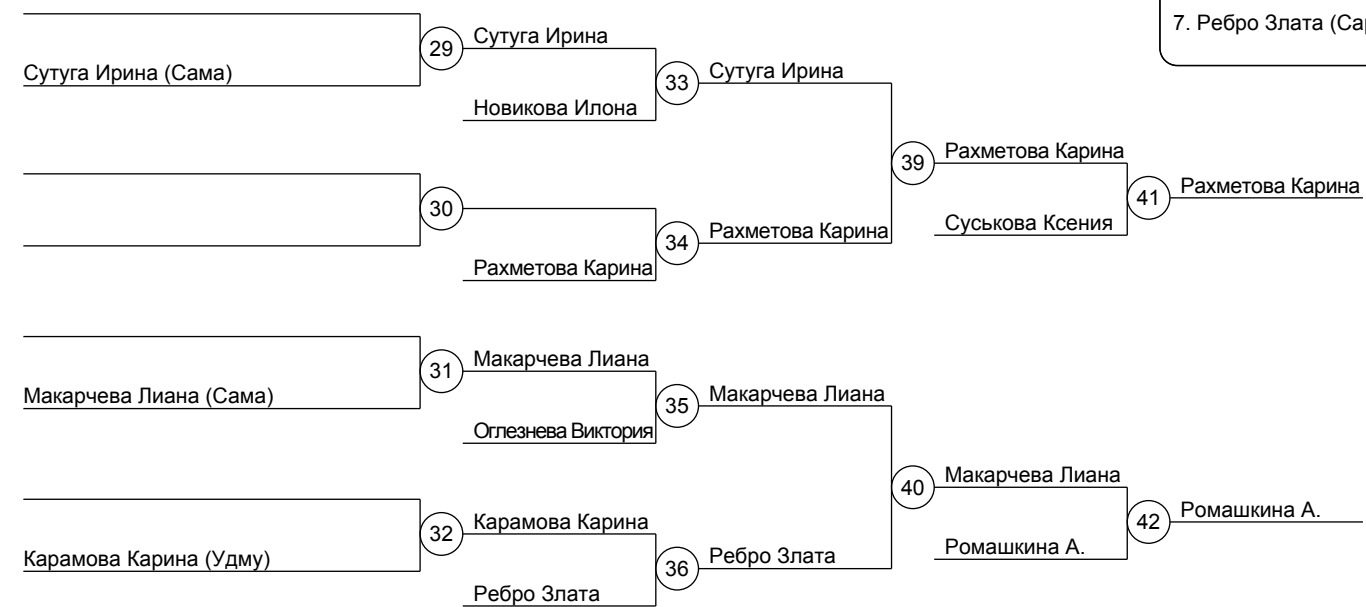 7. Ребро Злата
29
Сутуга Ирина
Сутуга Ирина (Сама)
33
Сутуга Ирина
Новикова Илона
39
Рахметова Карина
30
41
Рахметова Карина
34
Рахметова Карина
Суськова Ксения
Рахметова Карина
31
Макарчева Лиана
Макарчева Лиана (Сама)
35
Макарчева Лиана
Оглезнева Виктория
40
Макарчева Лиана
32
Карамова Карина
42
Ромашкина А.
Карамова Карина (Удму)
36
Ребро Злата
Ромашкина А.
Ребро Злата